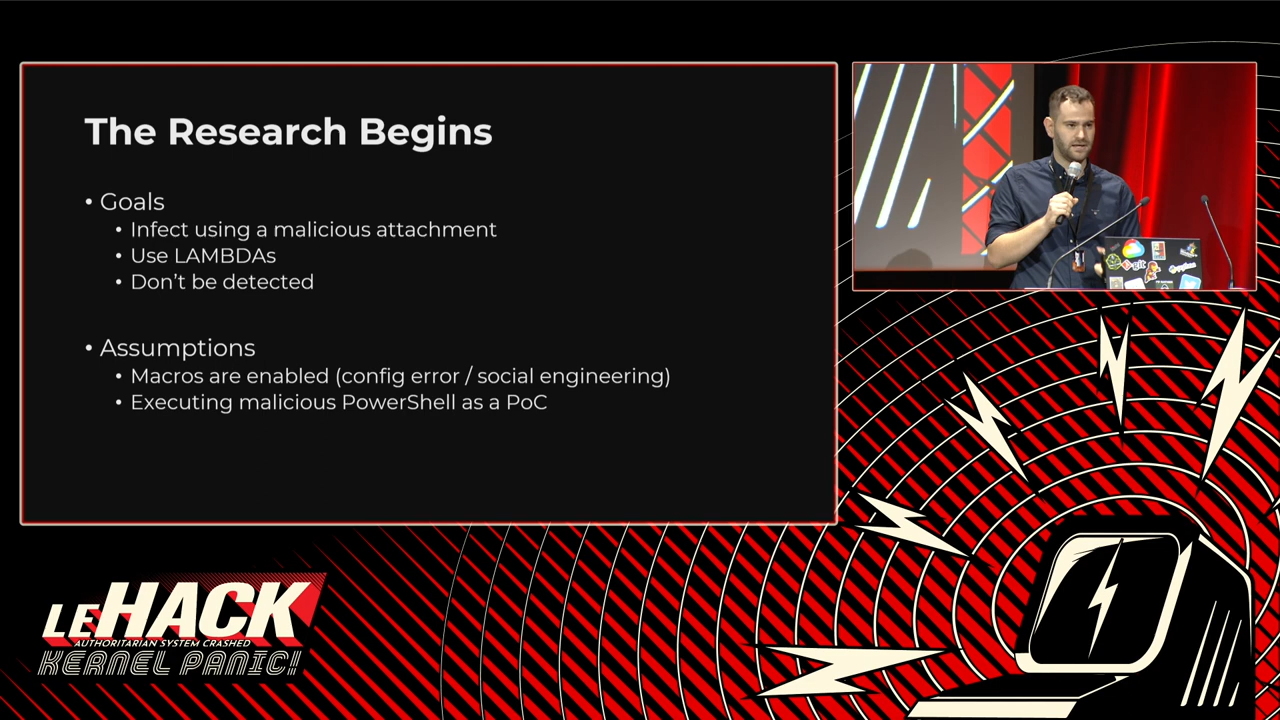 The Research Begins
• Goals
• Infect using a malicious attachment
• Use LAMBDAs
• Don't be detected
• Assumptions
• Macros are enabled (config error / social engineering)
• Executing malicious PowerShell as a PoC
git
LEHACK
AUTHORITARIAN SYSTEM CRASHED
KERNEL PANIC!